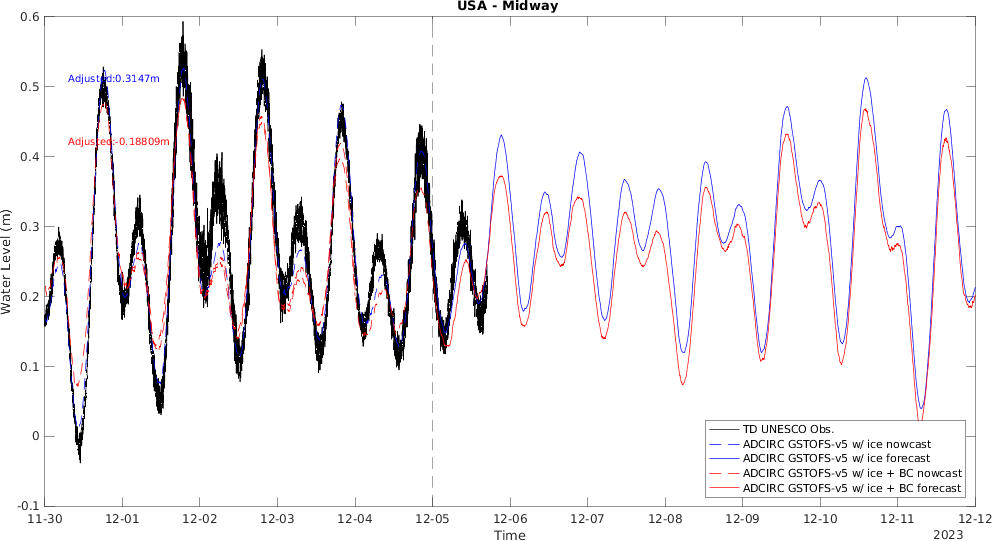 USA - Midway
0.6
0.5
0.4
0.3
0.2
0.1
0
-0.1
Water Level (m)
Adjusted:0.3147m
Adjusted:-0.18809m
TD UNESCO Obs.
ADCIRC GSTOFS-v5 w/ ice nowcast
ADCIRC GSTOFS-v5 w/ ice forecast
ADCIRC GSTOFS-v5 w/ ice + BC nowcast
ADCIRC GSTOFS-v5 w/ ice + BC forecast
11-30 12-01 12-02 12-03 12-04 12-05 12-06 12-07 12-08 12-09 12-10 12-11 12-12
Time
2023